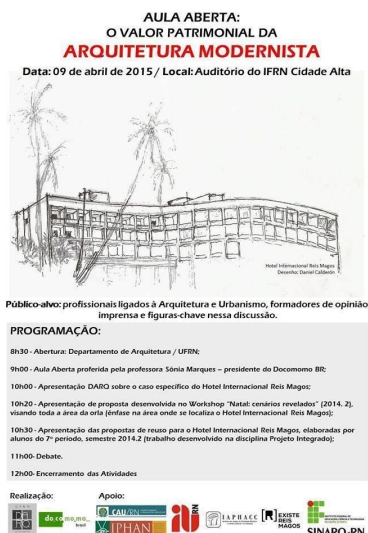 AULA ABERTA:
O VALOR PATRIMONIAL DA
ARQUITETURA MODERNISTA
Data: 09 de abril de 2015/ Local: Auditório do IFRN Cidade Alta
Hotel Internacional Reis Magos
Desenho: Daniel Calderón
Público-alvo: profissionais ligados à Arquitetura e Urbanismo, formadores de opinião
imprensa e figuras-chave nessa discussão.
PROGRAMAÇÃO:
8h30 - Abertura: Departamento de Arquitetura / UFRN;
9h00 - Aula Aberta proferida pela professora Sônia Marques – presidente do Docomomo BR;
10h00 - Apresentação DARQ sobre o caso específico do Hotel Internacional Reis Magos;
10h20 - Apresentação de proposta desenvolvida no Workshop “Natal: cenários revelados” (2014. 2),
visando toda a área da orla (ênfase na área onde se localiza o Hotel Internacional Reis Magos);
10h30 - Apresentação das propostas de reuso para o Hotel Internacional Reis Magos, elaboradas por
alunos do 7º período, semestre 2014.2 (trabalho desenvolvido na disciplina Projeto Integrado);
11h00- Debate.
12h00- Encerramento das Atividades
Realização:
Apoio:
do.co.mo.mo_
brasil
CAU/RN
IPHAN
RN
IAPHACC
[R]
EXISTE
REIS
MAGOS
SINARQ-RN